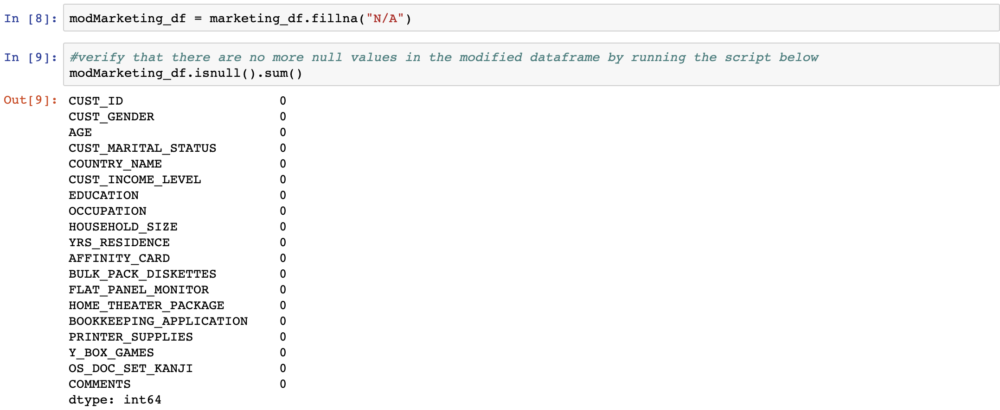 In [8]: modMarketing_df = marketing_df.fillna("N/A")
In [9]: #verify that there are no more null values in the modified dataframe by running the script below
modMarketing_df.isnull().sum()
Out[9]: CUST_ID 0
CUST_GENDER 0
AGE 0
CUST_MARITAL_STATUS 0
COUNTRY_NAME 0
CUST_INCOME_LEVEL 0
EDUCATION 0
OCCUPATION 0
HOUSEHOLD_SIZE 0
YRS_RESIDENCE 0
AFFINITY_CARD 0
BULK_PACK_DISKETTES 0
FLAT_PANEL_MONITOR 0
HOME_THEATER_PACKAGE 0
BOOKKEEPING_APPLICATION 0
PRINTER_SUPPLIES 0
Y_BOX_GAMES 0
OS_DOC_SET_KANJI 0
COMMENTS 0
dtype: int64